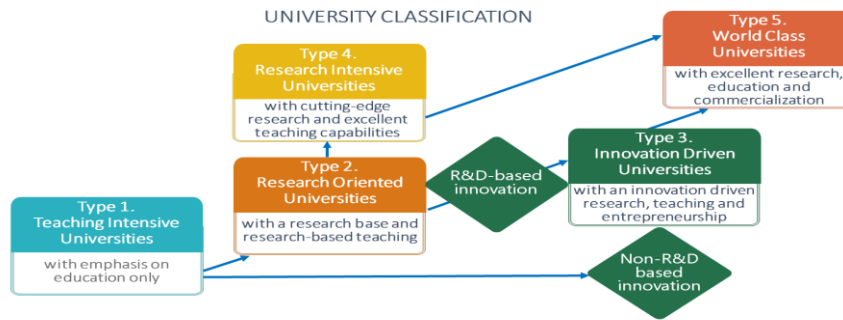 UNIVERSITY CLASSIFICATION
Type 4.
Research Intensive
Universities
with cutting-edge
research and excellent
teaching capabilities
Type 5.
World Class
Universities
with excellent research,
education and
commercialization
Type 2.
Research Oriented
Universities
with a research base and
research-based teaching
R&D-based
innovation
Type 3.
Innovation Driven
Universities
with an innovation driven
research, teaching and
entrepreneurship
Type 1.
Teaching Intensive
Universities
with emphasis on
education only
Non-R&D
based
innovation